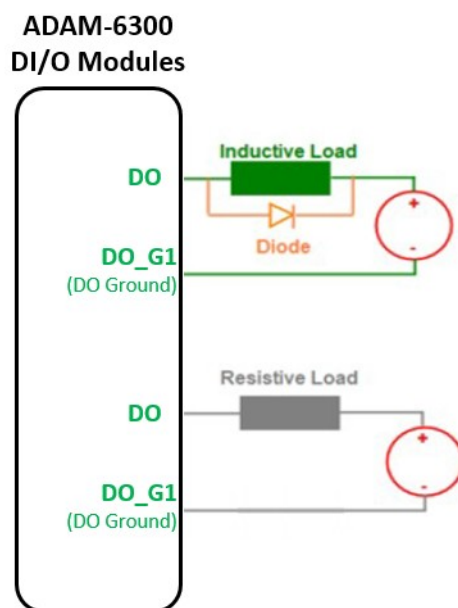 ADAM-6300
DI/O Modules
Inductive Load
DO
+
Diode
DO_G1
-
(DO Ground)
Resistive Load
DO
+
DO_G1
-
(DO Ground)